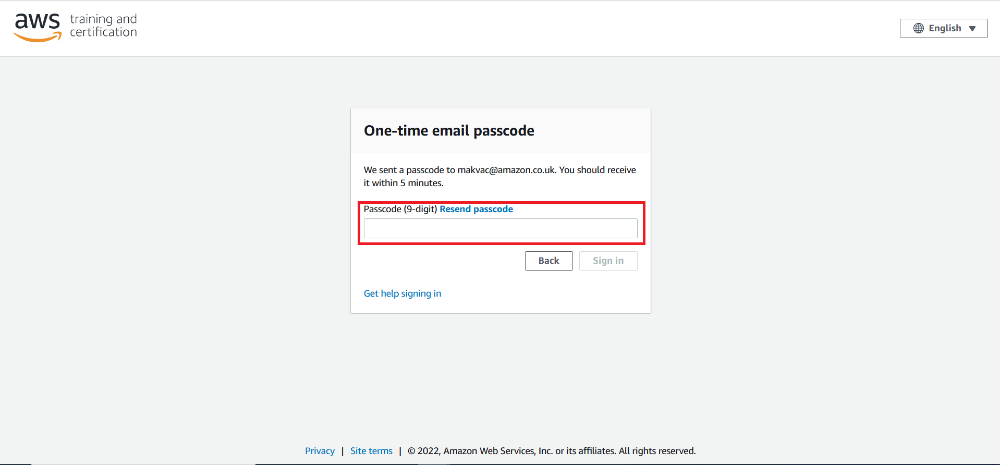 aws training and
certification
English
One-time email passcode
We sent a passcode to makvac@amazon.co.uk. You should receive
it within 5 minutes.
Passcode (9-digit) Resend passcode
Back Sign in
Get help signing in
Privacy | Site terms | © 2022, Amazon Web Services, Inc. or its affiliates. All rights reserved.